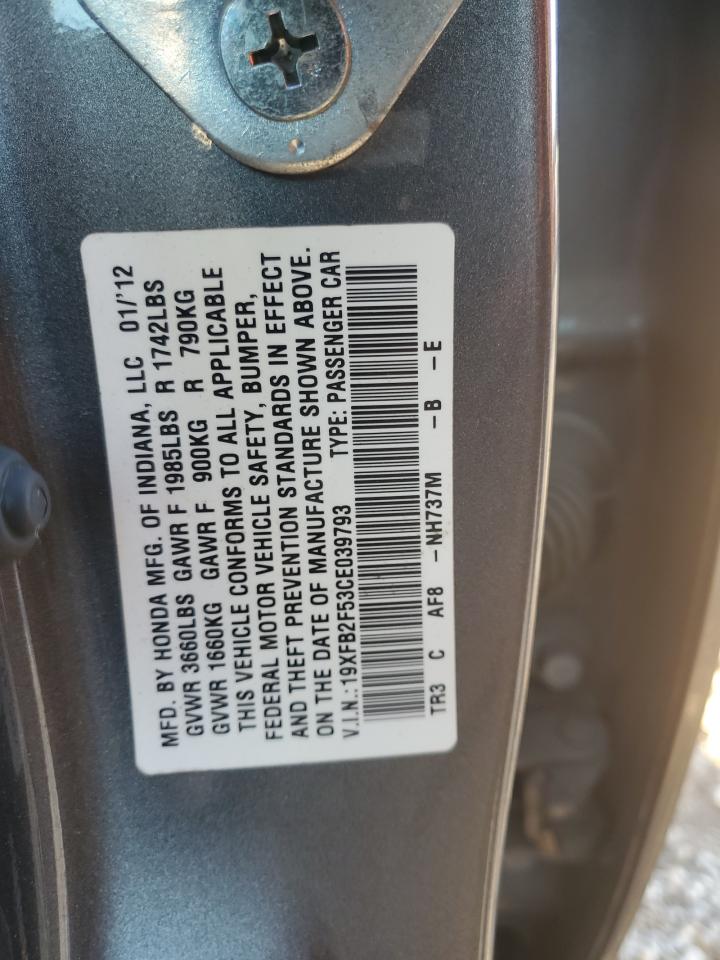 MFD. BY HONDA MFG. OF INDIANA, LLC 01/'12
GVWR 3660LBS GAWR F 1985LBS R 1742LBS
GVWR 1660KG GAWR F 900KG R 790KG
THIS VEHICLE CONFORMS TO ALL APPLICABLE
FEDERAL MOTOR VEHICLE SAFETY, BUMPER,
AND THEFT PREVENTION STANDARDS IN EFFECT
ON THE DATE OF MANUFACTURE SHOWN ABOVE.
V.I.N.:19XFB2F53CE039793 TYPE: PASSENGER CAR
TR3 C AF8 -NH737M -B -E